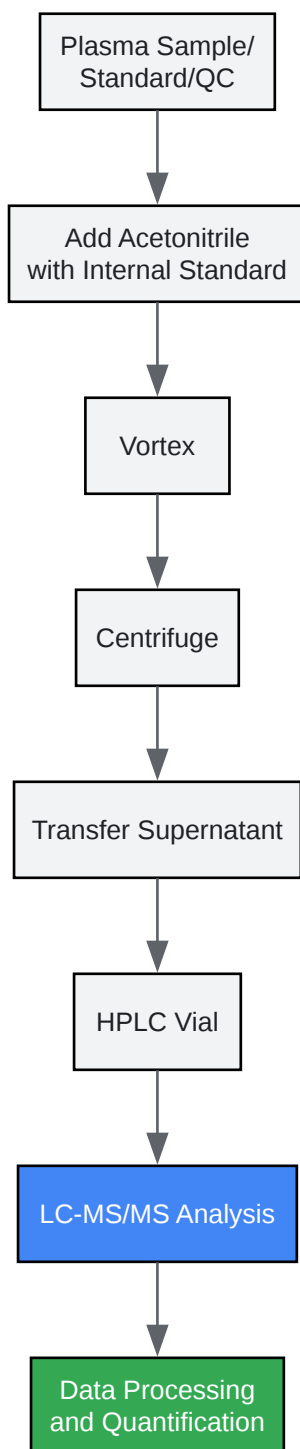 Plasma Sample/
Standard/QC
Add Acetonitrile
with Internal Standard
Vortex
Centrifuge
Transfer Supernatant
HPLC Vial
LC-MS/MS Analysis
Data Processing
and Quantification